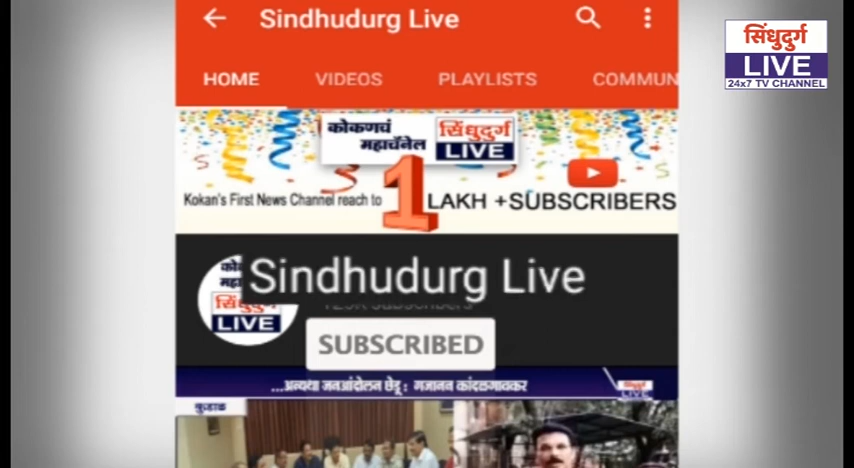 Sindhudurg Live
सिंधुदुर्ग
LIVE
24x7 TV CHANNEL
HOME VIDEOS PLAYLISTS COMMUN
कोकणचं
महाचॅनेल
सिंधुदुर्ग
LIVE
Kokan's First News Channel reach to 1 LAKH +SUBSCRIBERS
Sindhudurg Live
सिंधुदुर्ग
LIVE
SUBSCRIBED
...अन्यथा जनआंदोलन छेडू : गजानन कांदळगावकर
सिंधुदुर्ग
LIVE
कुडाळ